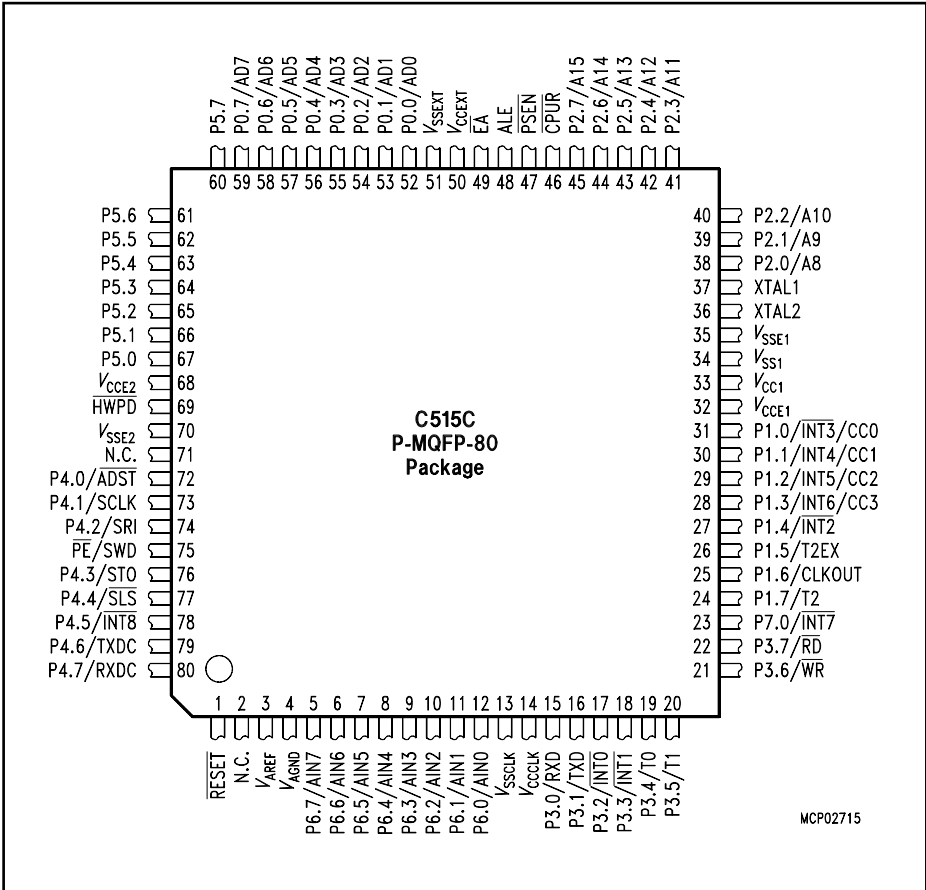 P5.7
P0.7/AD7
P0.6/AD6
P0.5/AD5
P0.4/AD4
P0.3/AD3
P0.2/AD2
P0.1/AD1
P0.0/AD0
VSSEXT
VCCEXT
EA
ALE
PSEN
CPUR
P2.7/A15
P2.6/A14
P2.5/A13
P2.4/A12
P2.3/A11
60 59 58 57 56 55 54 53 52 51 50 49 48 47 46 45 44 43 42 41
P5.6 61
P5.5 62
P5.4 63
P5.3 64
P5.2 65
P5.1 66
P5.0 67
VCCE2 68
HWPD 69
VSSE2 70
N.C. 71
P4.0/ADST 72
P4.1/SCLK 73
P4.2/SRI 74
PE/SWD 75
P4.3/STO 76
P4.4/SLS 77
P4.5/INT8 78
P4.6/TXDC 79
P4.7/RXDC 80
C515C
P-MQFP-80
Package
40 P2.2/A10
39 P2.1/A9
38 P2.0/A8
37 XTAL1
36 XTAL2
35 VSSE1
34 VSS1
33 VCC1
32 VCCE1
31 P1.0/INT3/CC0
30 P1.1/INT4/CC1
29 P1.2/INT5/CC2
28 P1.3/INT6/CC3
27 P1.4/INT2
26 P1.5/T2EX
25 P1.6/CLKOUT
24 P1.7/T2
23 P7.0/INT7
22 P3.7/RD
21 P3.6/WR
1 2 3 4 5 6 7 8 9 10 11 12 13 14 15 16 17 18 19 20
RESET
N.C.
VAREF
VAGND
P6.7/AIN7
P6.6/AIN6
P6.5/AIN5
P6.4/AIN4
P6.3/AIN3
P6.2/AIN2
P6.1/AIN1
P6.0/AIN0
VSSCLK
VCCCLK
P3.0/RXD
P3.1/TXD
P3.2/INT0
P3.3/INT1
P3.4/T0
P3.5/T1
MCP02715